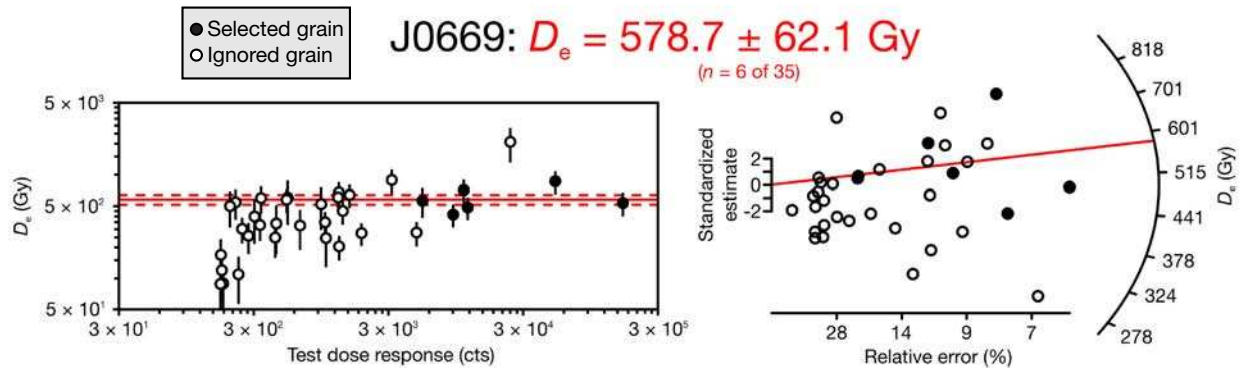 Selected grain
Ignored grain
J0669: Dₑ = 578.7 ± 62.1 Gy
(n = 6 of 35)
5 × 10³
5 × 10²
5 × 10¹
Dₑ (Gy)
3 × 10¹
3 × 10²
3 × 10³
3 × 10⁴
3 × 10⁵
Test dose response (cts)
Standardized
estimate
2
0
-2
28
14
9
7
Relative error (%)
818
701
601
515
441
378
324
278
Dₑ (Gy)